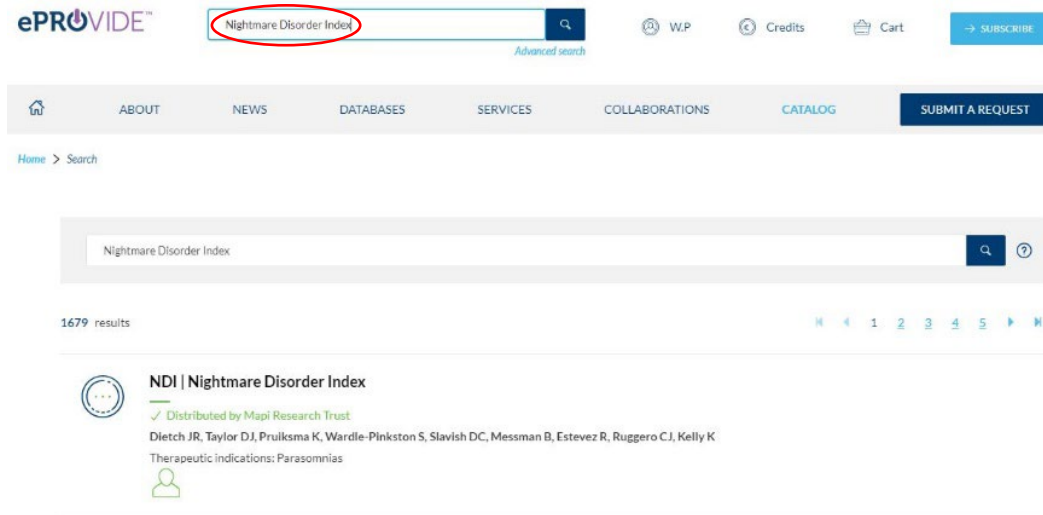 ePROVIDE™
Nightmare Disorder Index
W.P
Credits
Cart
→ SUBSCRIBE
Advanced search
ABOUT
NEWS
DATABASES
SERVICES
COLLABORATIONS
CATALOG
SUBMIT A REQUEST
Home > Search
Nightmare Disorder Index
1679 results
1 2 3 4 5
NDI | Nightmare Disorder Index
✓ Distributed by Mapi Research Trust
Dietch JR, Taylor DJ, Pruiksma K, Wardle-Pinkston S, Slavish DC, Messman B, Estevez R, Ruggero CJ, Kelly K
Therapeutic indications: Parasomnias